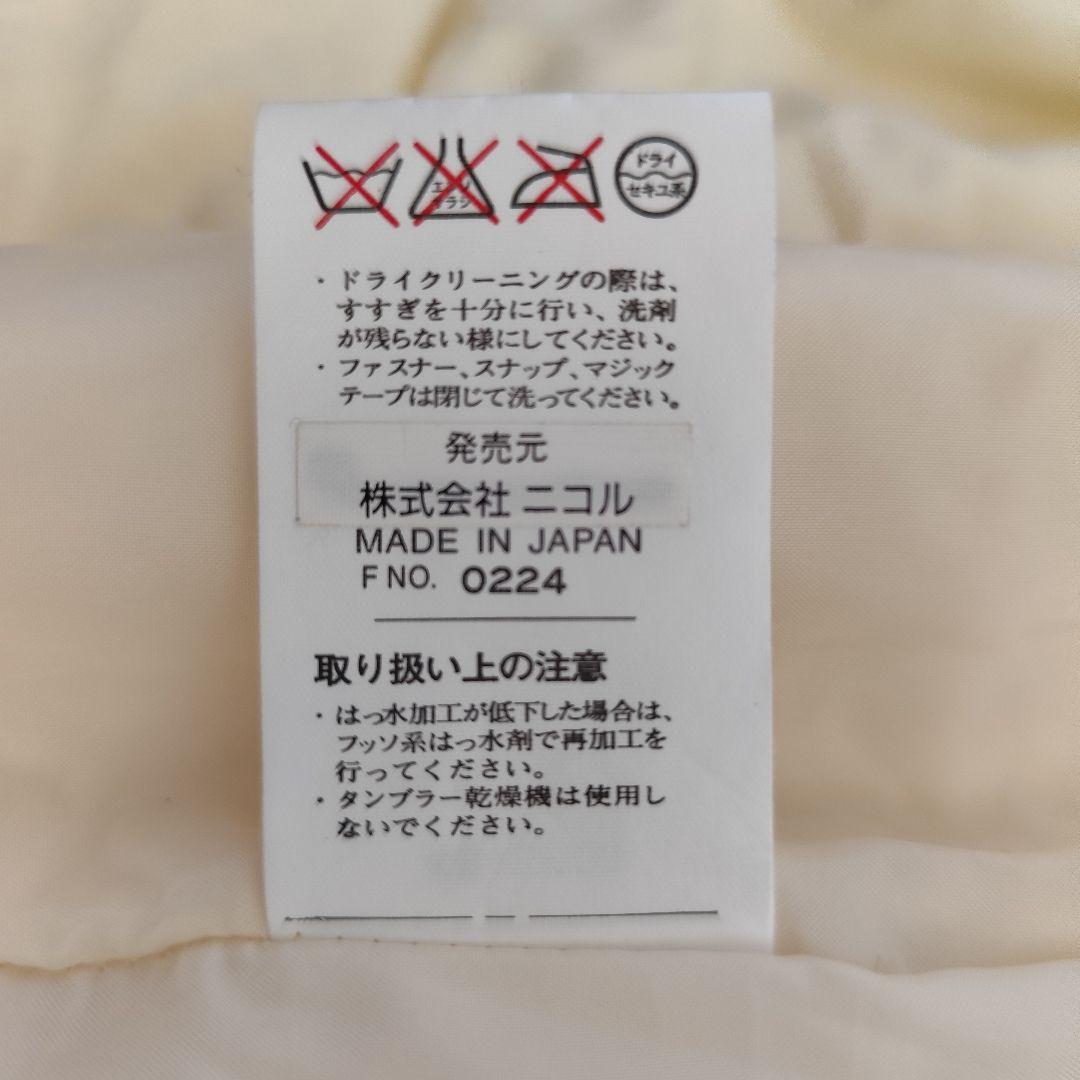 エンソ
サラシ
ドライ
セキユ系
・ドライクリーニングの際は、
すすぎを十分に行い、洗剤
が残らない様にしてください。
・ファスナー、スナップ、マジック
テープは閉じて洗ってください。
発売元
株式会社 ニコル
MADE IN JAPAN
F NO. 0224
取り扱い上の注意
・はっ水加工が低下した場合は、
フッソ系はっ水剤で再加工を
行ってください。
・タンブラー乾燥機は使用し
ないでください。